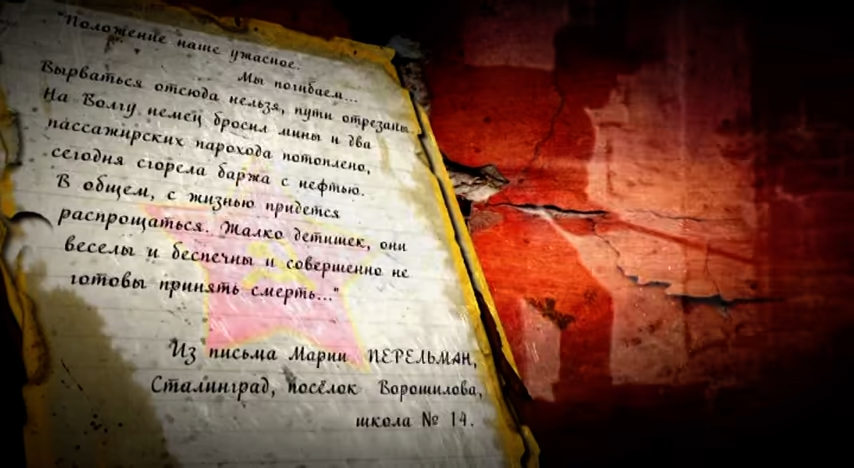 "Положение наше ужасное.
Мы погибаем...
Вырваться отсюда нельзя, пути отрезаны.
На Волгу немец бросил мины и два
пассажирских парохода потоплено,
сегодня сгорела баржа с нефтью.
В общем, с жизнью придется
распрощаться. Жалко детишек, они
веселы и беспечны и совершенно не
готовы принять смерть..."
Из письма Марии ПЕРЕЛЬМАН,
Сталинград, посёлок Ворошилова,
школа № 14.